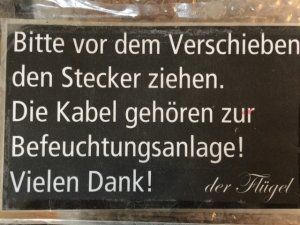 Bitte vor dem Verschieben
den Stecker ziehen.
Die Kabel gehören zur
Befeuchtungsanlage!
Vielen Dank!
der Flügel